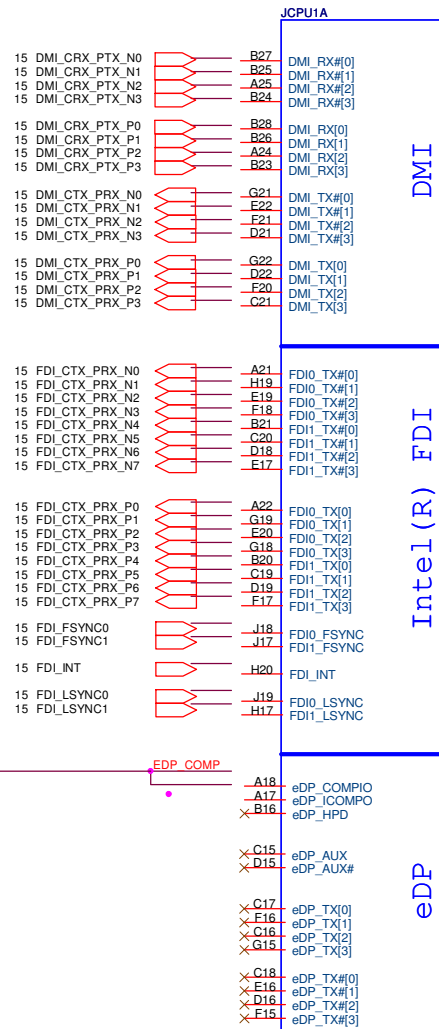 JCPU1A
15 DMI_CRX_PTX_N0 B27 DMI_RX#[0]
15 DMI_CRX_PTX_N1 B25 DMI_RX#[1]
15 DMI_CRX_PTX_N2 A25 DMI_RX#[2]
15 DMI_CRX_PTX_N3 B24 DMI_RX#[3]
15 DMI_CRX_PTX_P0 B28 DMI_RX[0]
15 DMI_CRX_PTX_P1 B26 DMI_RX[1]
15 DMI_CRX_PTX_P2 A24 DMI_RX[2]
15 DMI_CRX_PTX_P3 B23 DMI_RX[3]
DMI
15 DMI_CTX_PRX_N0 G21 DMI_TX#[0]
15 DMI_CTX_PRX_N1 E22 DMI_TX#[1]
15 DMI_CTX_PRX_N2 F21 DMI_TX#[2]
15 DMI_CTX_PRX_N3 D21 DMI_TX#[3]
15 DMI_CTX_PRX_P0 G22 DMI_TX[0]
15 DMI_CTX_PRX_P1 D22 DMI_TX[1]
15 DMI_CTX_PRX_P2 F20 DMI_TX[2]
15 DMI_CTX_PRX_P3 C21 DMI_TX[3]
15 FDI_CTX_PRX_N0 A21 FDI0_TX#[0]
15 FDI_CTX_PRX_N1 H19 FDI0_TX#[1]
15 FDI_CTX_PRX_N2 E19 FDI0_TX#[2]
15 FDI_CTX_PRX_N3 F18 FDI0_TX#[3]
15 FDI_CTX_PRX_N4 B21 FDI1_TX#[0]
15 FDI_CTX_PRX_N5 C20 FDI1_TX#[1]
15 FDI_CTX_PRX_N6 D18 FDI1_TX#[2]
15 FDI_CTX_PRX_N7 E17 FDI1_TX#[3]
Intel(R) FDI
15 FDI_CTX_PRX_P0 A22 FDI0_TX[0]
15 FDI_CTX_PRX_P1 G19 FDI0_TX[1]
15 FDI_CTX_PRX_P2 E20 FDI0_TX[2]
15 FDI_CTX_PRX_P3 G18 FDI0_TX[3]
15 FDI_CTX_PRX_P4 B20 FDI1_TX[0]
15 FDI_CTX_PRX_P5 C19 FDI1_TX[1]
15 FDI_CTX_PRX_P6 D19 FDI1_TX[2]
15 FDI_CTX_PRX_P7 F17 FDI1_TX[3]
15 FDI_FSYNC0 J18 FDI0_FSYNC
15 FDI_FSYNC1 J17 FDI1_FSYNC
15 FDI_INT H20 FDI_INT
15 FDI_LSYNC0 J19 FDI0_LSYNC
15 FDI_LSYNC1 H17 FDI1_LSYNC
EDP_COMP
A18 eDP_COMPIO
A17 eDP_ICOMPO
B16 eDP_HPD
C15 eDP_AUX
D15 eDP_AUX#
eDP
C17 eDP_TX[0]
F16 eDP_TX[1]
C16 eDP_TX[2]
G15 eDP_TX[3]
C18 eDP_TX#[0]
E16 eDP_TX#[1]
D16 eDP_TX#[2]
F15 eDP_TX#[3]